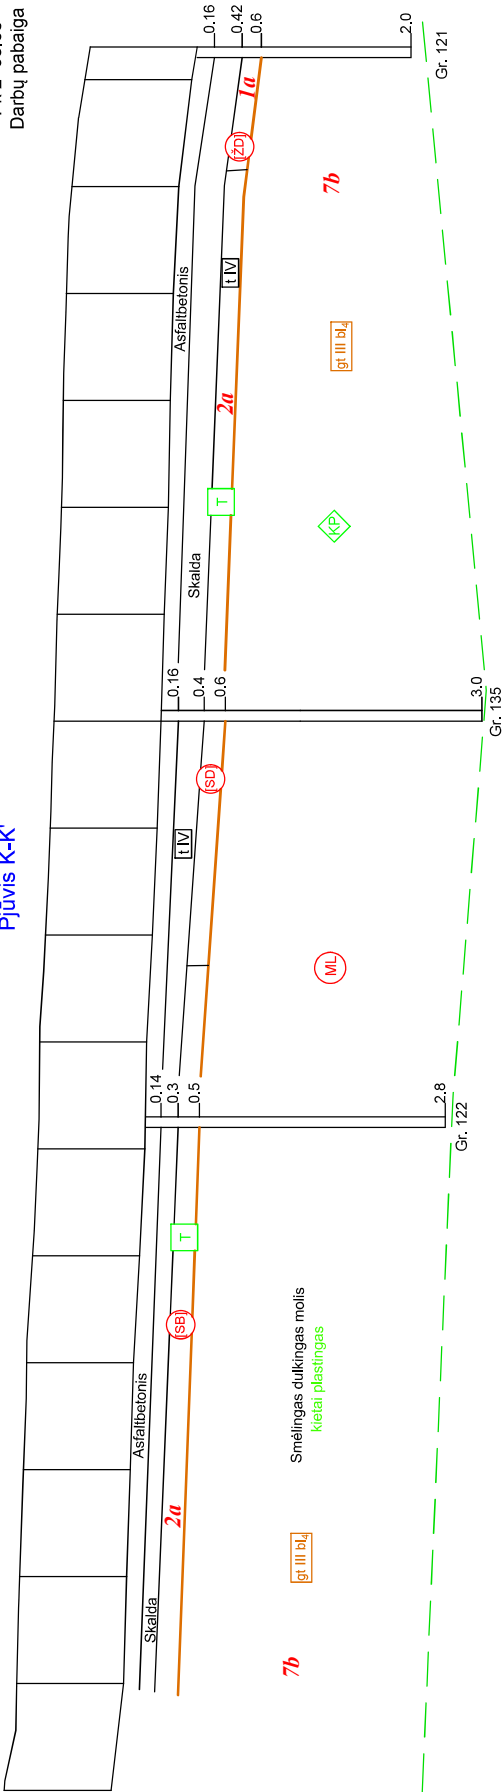 Darbų pabaiga
Pjūvis K-K'
0.16
0.42
0.6
2.0
Gr. 121
1a
[ŽD]
7b
t IV
Asfaltbetonis
gt III bl4
2a
T
KP
Skalda
0.16
0.4
0.6
3.0
Gr. 135
[SD]
t IV
ML
0.14
0.3
0.5
2.8
Gr. 122
T
[SB]
Smėlingas dulkingas molis
kietai plastingas
Asfaltbetonis
2a
gt III bl4
Skalda
7b